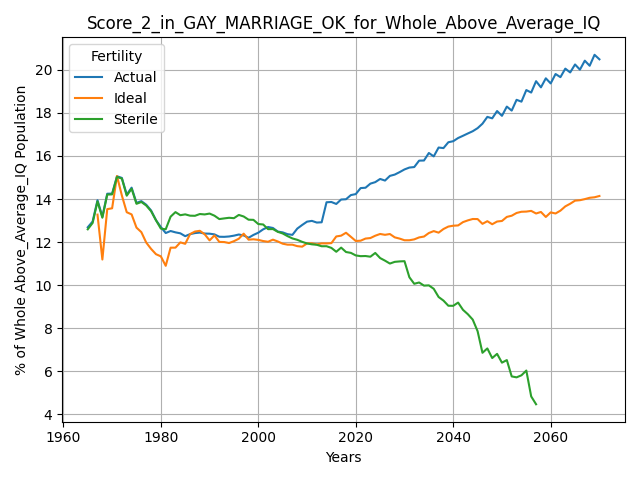 Score_2_in_GAY_MARRIAGE_OK_for_Whole_Above_Average_IQ
Fertility
Actual
Ideal
Sterile
% of Whole Above_Average_IQ Population
20
18
16
14
12
10
8
6
4
1960
1980
2000
2020
2040
2060
Years